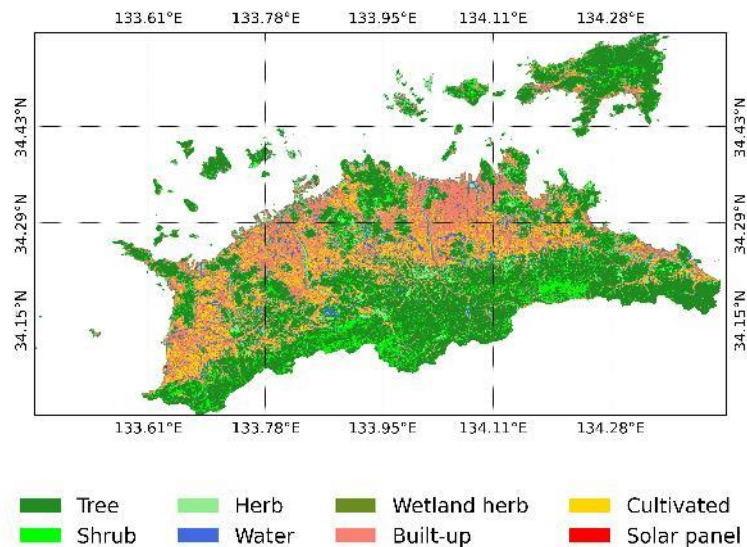 133.61°E 133.78°E 133.95°E 134.11°E 134.28°E
34.43°N 34.43°N
34.29°N 34.29°N
34.15°N 34.15°N
133.61°E 133.78°E 133.95°E 134.11°E 134.28°E
Tree Herb Wetland herb Cultivated
Shrub Water Built-up Solar panel